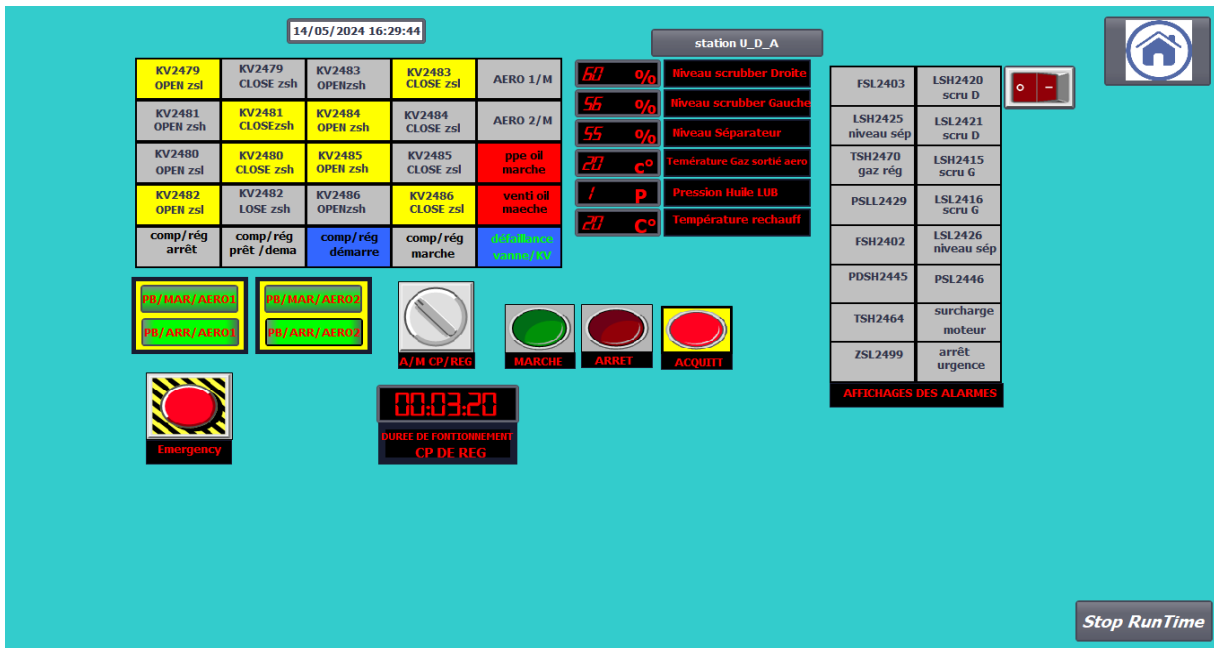 14/05/2024 16:29:44
station U_D_A
KV2479
OPEN zsl
KV2479
CLOSE zsh
KV2483
OPENzsh
KV2483
CLOSE zsl
AERO 1/M
KV2481
OPEN zsh
KV2481
CLOSEzsh
KV2484
OPEN zsh
KV2484
CLOSE zsl
AERO 2/M
KV2480
OPEN zsl
KV2480
CLOSE zsl
KV2485
OPEN zsh
KV2485
CLOSE zsl
ppe oil
marche
KV2482
OPEN zsl
KV2482
LOSE zsh
KV2486
OPENzsh
KV2486
CLOSE zsl
venti oil
maeche
comp/rég
arrêt
comp/rég
prêt /dema
comp/rég
démarre
comp/rég
marche
défaillance
vanne/KV
60 % Niveau scrubber Droite
56 % Niveau scrubber Gauche
55 % Niveau Séparateur
20 c° Temérature Gaz sortié aero
1 P Pression Huile LUB
20 C° Température rechauff
FSL2403
LSH2420
scru D
LSH2425
niveau sép
LSL2421
scru D
TSH2470
gaz rég
LSH2415
scru G
PSLL2429
LSL2416
scru G
FSH2402
LSL2426
niveau sép
PDSH2445
PSL2446
TSH2464
surcharge
moteur
ZSL2499
arrêt
urgence
AFFICHAGES DES ALARMES
PB/MAR/AERO1
PB/MAR/AERO2
PB/ARR/AERO1
PB/ARR/AERO2
A/M CP/REG
MARCHE
ARRET
ACQUITT
Emergency
00:03:20
DUREE DE FONTIONNEMENT
CP DE REG
Stop RunTime